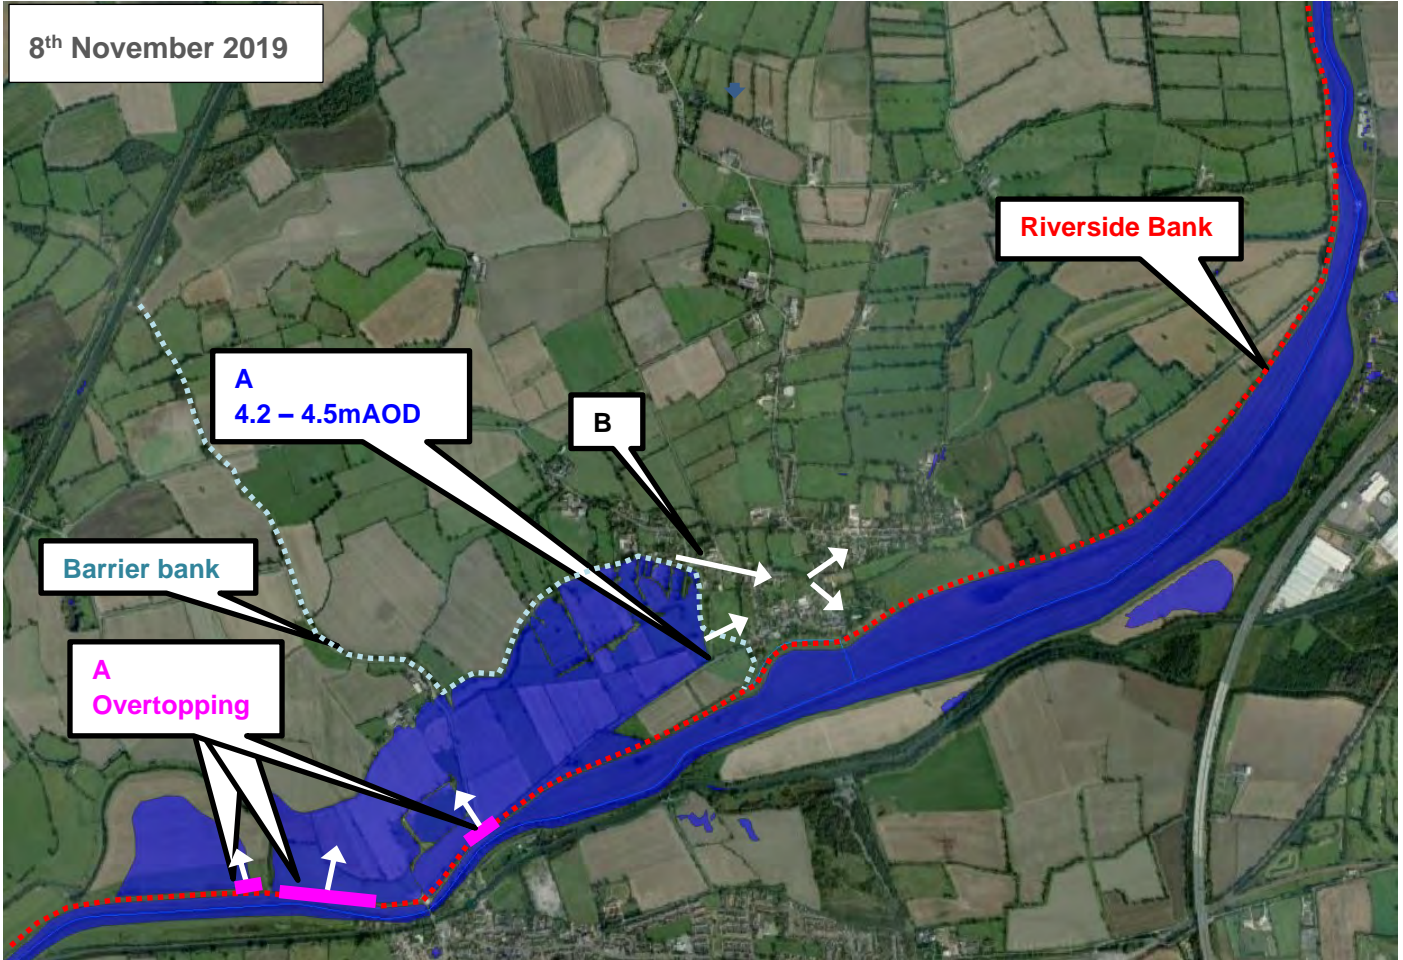 8th November 2019
Riverside Bank
A
4.2 – 4.5mAOD
B
Barrier bank
A
Overtopping